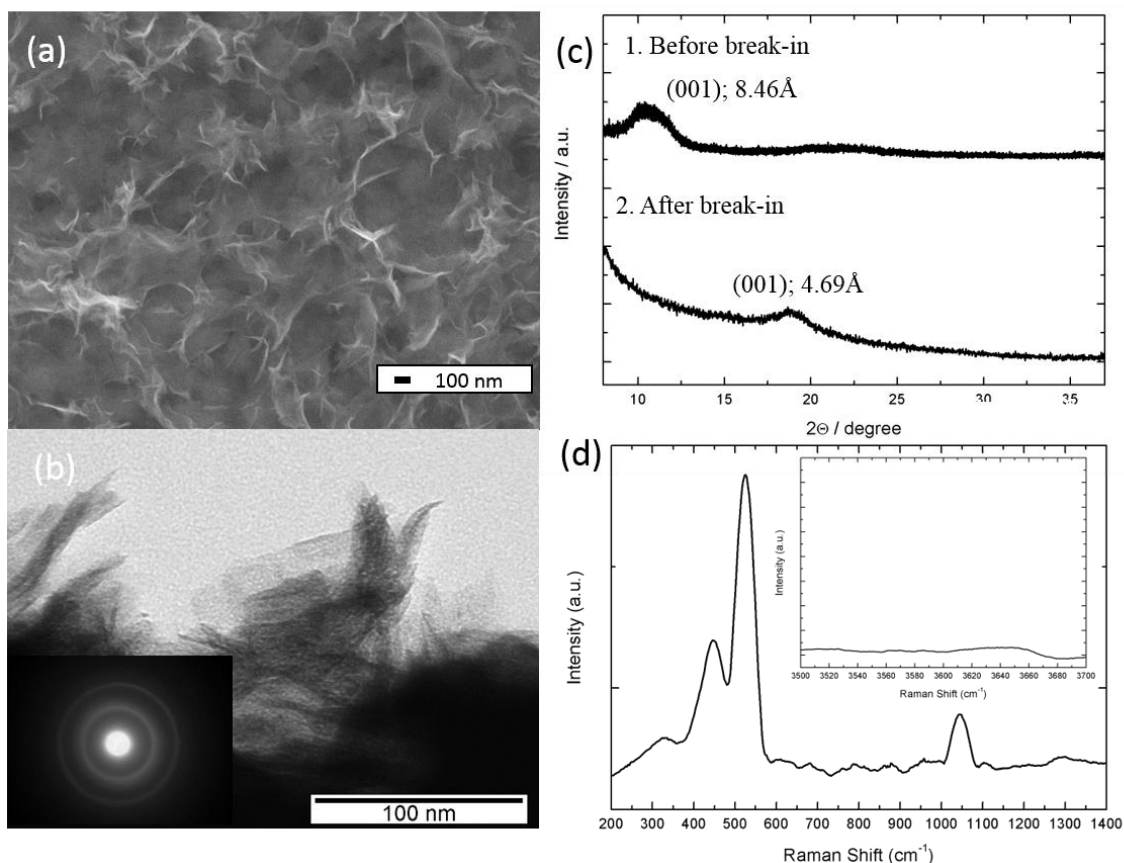 (a)
100 nm
(b)
100 nm
(c)
1. Before break-in
(001); 8.46Å
2. After break-in
(001); 4.69Å
Intensity / a.u.
10 15 20 25 30 35
2Θ / degree
(d)
Intensity (a.u.)
200 300 400 500 600 700 800 900 1000 1100 1200 1300 1400
Raman Shift (cm⁻¹)
Intensity (a.u.)
3500 3520 3540 3560 3580 3600 3620 3640 3660 3680 3700
Raman Shift (cm⁻¹)